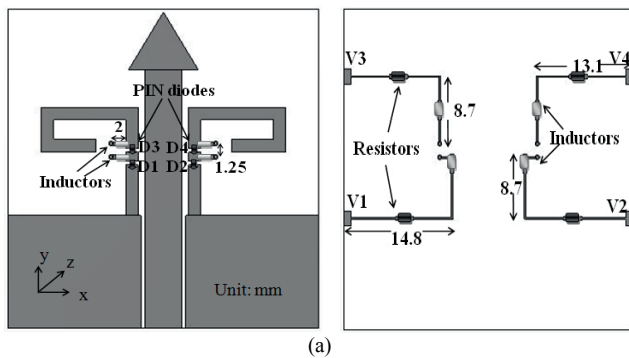 PIN diodes
2
D3
D4
Inductors
D1
D2
1.25
y
z
x
Unit: mm
V3
V4
13.1
8.7
Resistors
Inductors
8.7
V1
V2
14.8
(a)